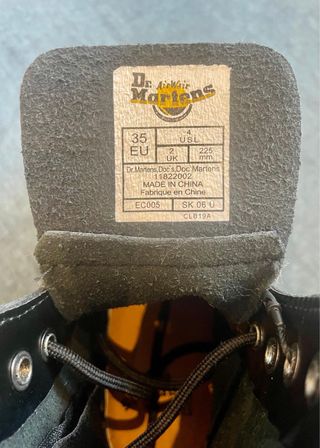 Dr. AirWair
Martens
35 EU
-4 USL
2 UK
225 mm
Dr.Martens,Doc's,Doc Martens
11822002
MADE IN CHINA
Fabriqué en Chine
EC005
SK 06 U
CL019A